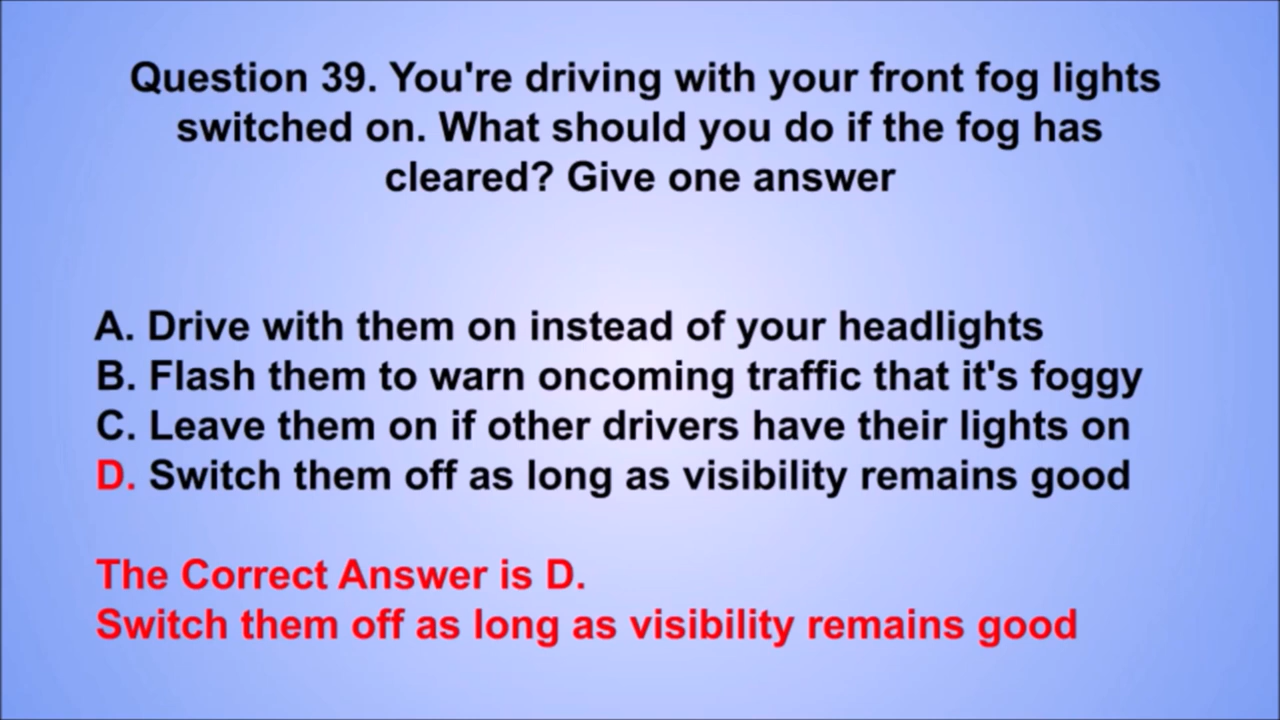 Question 39. You're driving with your front fog lights
switched on. What should you do if the fog has
cleared? Give one answer
A. Drive with them on instead of your headlights
B. Flash them to warn oncoming traffic that it's foggy
C. Leave them on if other drivers have their lights on
D. Switch them off as long as visibility remains good
The Correct Answer is D.
Switch them off as long as visibility remains good